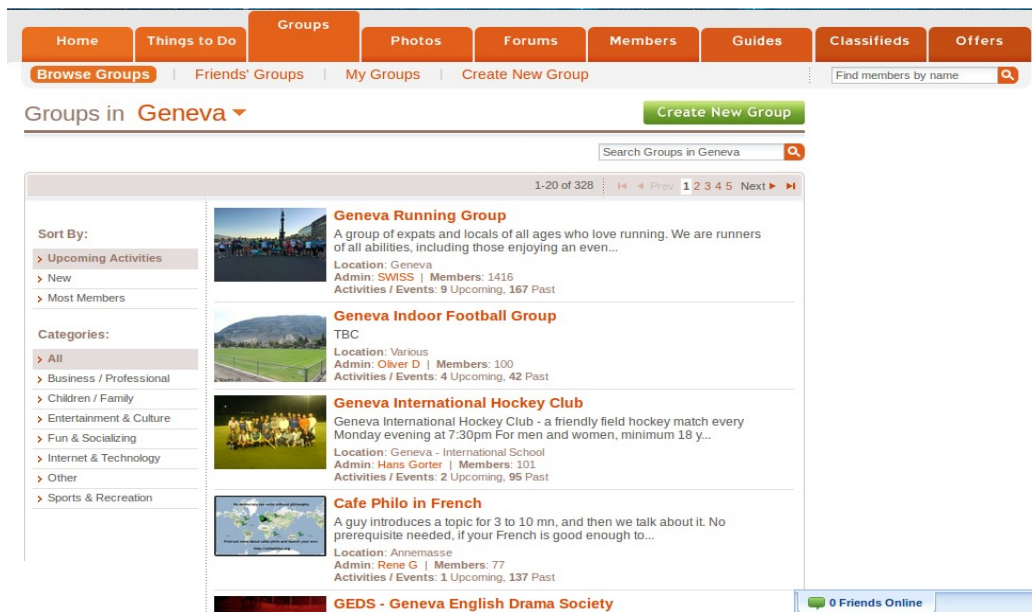 Home
Things to Do
Groups
Photos
Forums
Members
Guides
Classifieds
Offers
Browse Groups | Friends' Groups | My Groups | Create New Group
Find members by name
Groups in Geneva
Create New Group
Search Groups in Geneva
1-20 of 328 Prev 1 2 3 4 5 Next
Sort By:
Upcoming Activities
New
Most Members
Categories:
All
Business / Professional
Children / Family
Entertainment & Culture
Fun & Socializing
Internet & Technology
Other
Sports & Recreation
Geneva Running Group
A group of expats and locals of all ages who love running. We are runners
of all abilities, including those enjoying an even...
Location: Geneva
Admin: SWISS | Members: 1416
Activities / Events: 9 Upcoming, 167 Past
Geneva Indoor Football Group
TBC
Location: Various
Admin: Oliver D | Members: 100
Activities / Events: 4 Upcoming, 42 Past
Geneva International Hockey Club
Geneva International Hockey Club - a friendly field hockey match every
Monday evening at 7:30pm For men and women, minimum 18 y...
Location: Geneva - International School
Admin: Hans Gorter | Members: 101
Activities / Events: 2 Upcoming, 95 Past
Cafe Philo in French
A guy introduces a topic for 3 to 10 mn, and then we talk about it. No
prerequisite needed, if your French is good enough to...
Location: Annemasse
Admin: Rene G | Members: 77
Activities / Events: 1 Upcoming, 137 Past
GEDS - Geneva English Drama Society
0 Friends Online